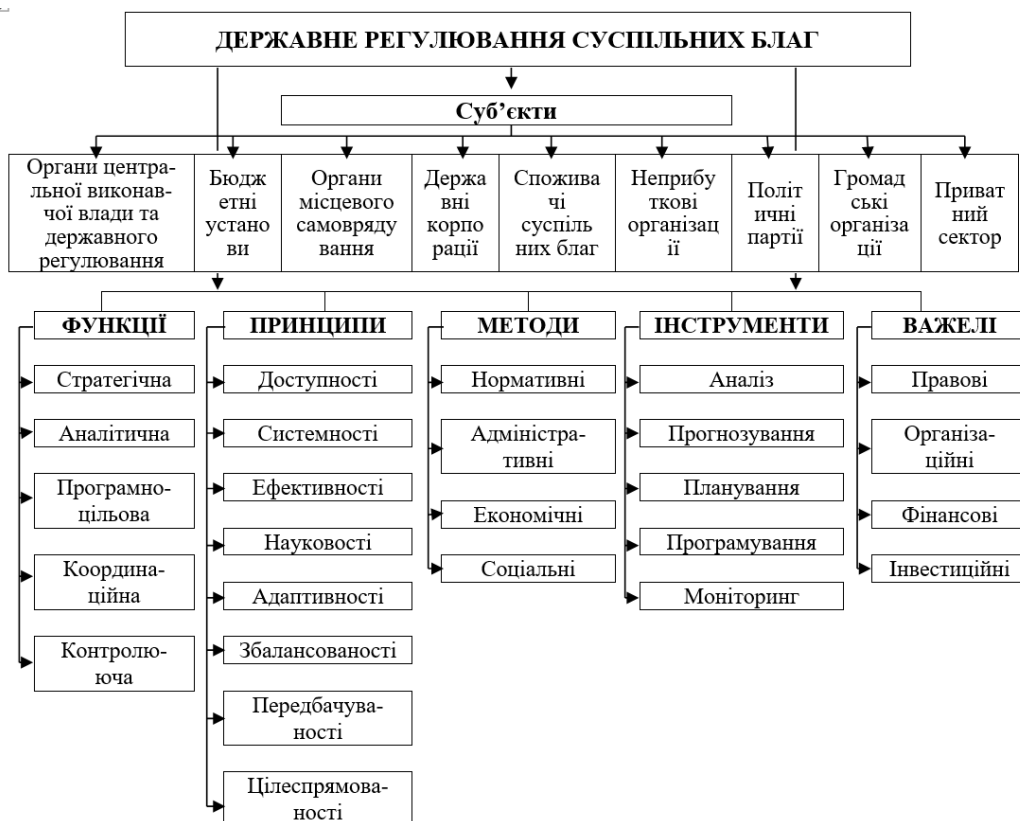 ДЕРЖАВНЕ РЕГУЛЮВАННЯ СУСПІЛЬНИХ БЛАГ
Суб’єкти
Органи центра-
льної виконав-
чої влади та
державного
регулювання
Бюдж
етні
устано
ви
Органи
місцевого
самовряду
вання
Держа
вні
корпо
рації
Спожива
чі
суспіль
них благ
Неприбу
ткові
організац
ії
Політ
ичні
партії
Громад
ські
організа
ції
Приват
ний
сектор
ФУНКЦІЇ
Стратегічна
Аналітична
Програмно-
цільова
Координа-
ційна
Контролю-
юча
ПРИНЦИПИ
Доступності
Системності
Ефективності
Науковості
Адаптивності
Збалансованості
Передбачува-
ності
Цілеспрямова-
ності
МЕТОДИ
Нормативні
Адміністра-
тивні
Економічні
Соціальні
ІНСТРУМЕНТИ
Аналіз
Прогнозування
Планування
Програмування
Моніторинг
ВАЖЕЛІ
Правові
Організа-
ційні
Фінансові
Інвестиційні